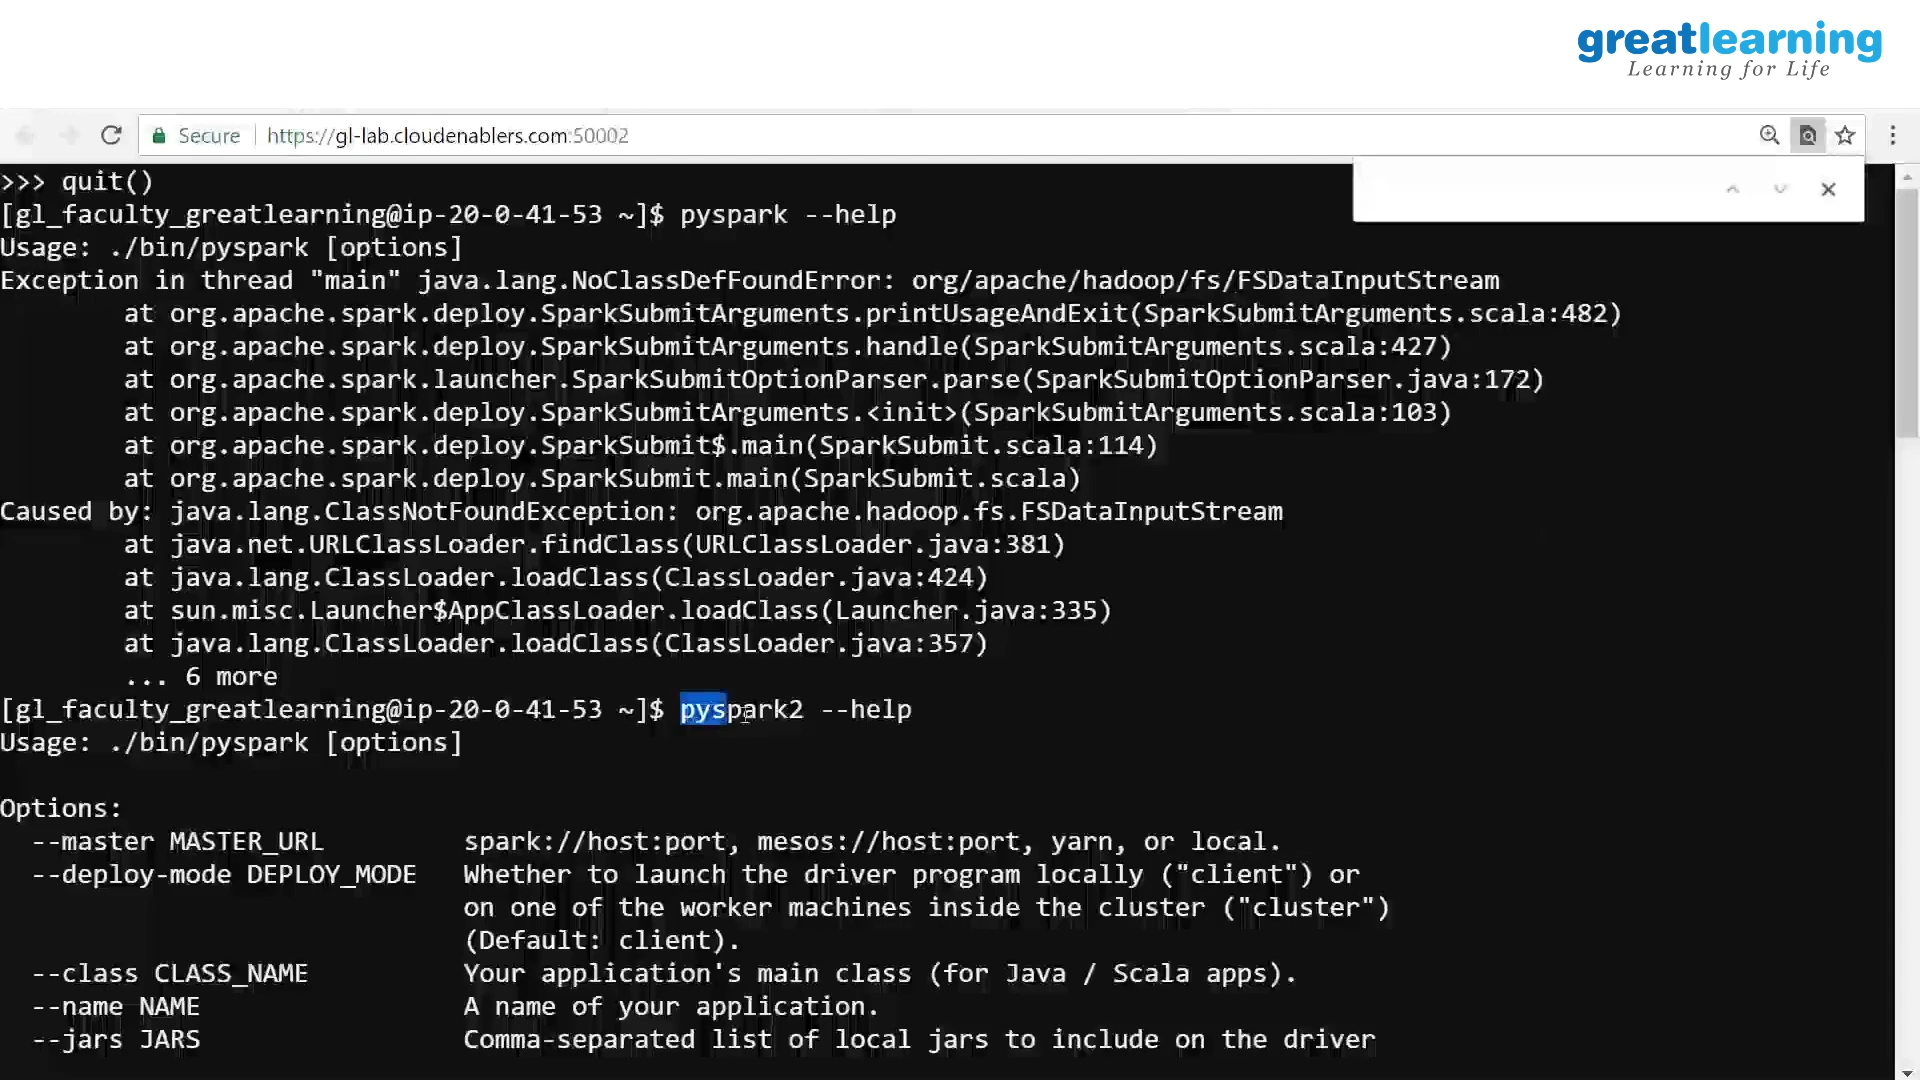 greatlearning
Learning for Life
Secure https://gl-lab.cloudenablers.com:50002
>>> quit()
[gl_faculty_greatlearning@ip-20-0-41-53 ~]$ pyspark --help
Usage: ./bin/pyspark [options]
Exception in thread "main" java.lang.NoClassDefFoundError: org/apache/hadoop/fs/FSDataInputStream
at org.apache.spark.deploy.SparkSubmitArguments.printUsageAndExit(SparkSubmitArguments.scala:482)
at org.apache.spark.deploy.SparkSubmitArguments.handle(SparkSubmitArguments.scala:427)
at org.apache.spark.launcher.SparkSubmitOptionParser.parse(SparkSubmitOptionParser.java:172)
at org.apache.spark.deploy.SparkSubmitArguments.<init>(SparkSubmitArguments.scala:103)
at org.apache.spark.deploy.SparkSubmit$.main(SparkSubmit.scala:114)
at org.apache.spark.deploy.SparkSubmit.main(SparkSubmit.scala)
Caused by: java.lang.ClassNotFoundException: org.apache.hadoop.fs.FSDataInputStream
at java.net.URLClassLoader.findClass(URLClassLoader.java:381)
at java.lang.ClassLoader.loadClass(ClassLoader.java:424)
at sun.misc.Launcher$AppClassLoader.loadClass(Launcher.java:335)
at java.lang.ClassLoader.loadClass(ClassLoader.java:357)
... 6 more
[gl_faculty_greatlearning@ip-20-0-41-53 ~]$ pyspark2 --help
Usage: ./bin/pyspark [options]
Options:
--master MASTER_URL spark://host:port, mesos://host:port, yarn, or local.
--deploy-mode DEPLOY_MODE Whether to launch the driver program locally ("client") or
on one of the worker machines inside the cluster ("cluster")
(Default: client).
--class CLASS_NAME Your application's main class (for Java / Scala apps).
--name NAME A name of your application.
--jars JARS Comma-separated list of local jars to include on the driver